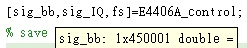 [sig_bb,sig_IQ,fs]=E4406A_control;
% save
sig_bb: 1x450001 double =